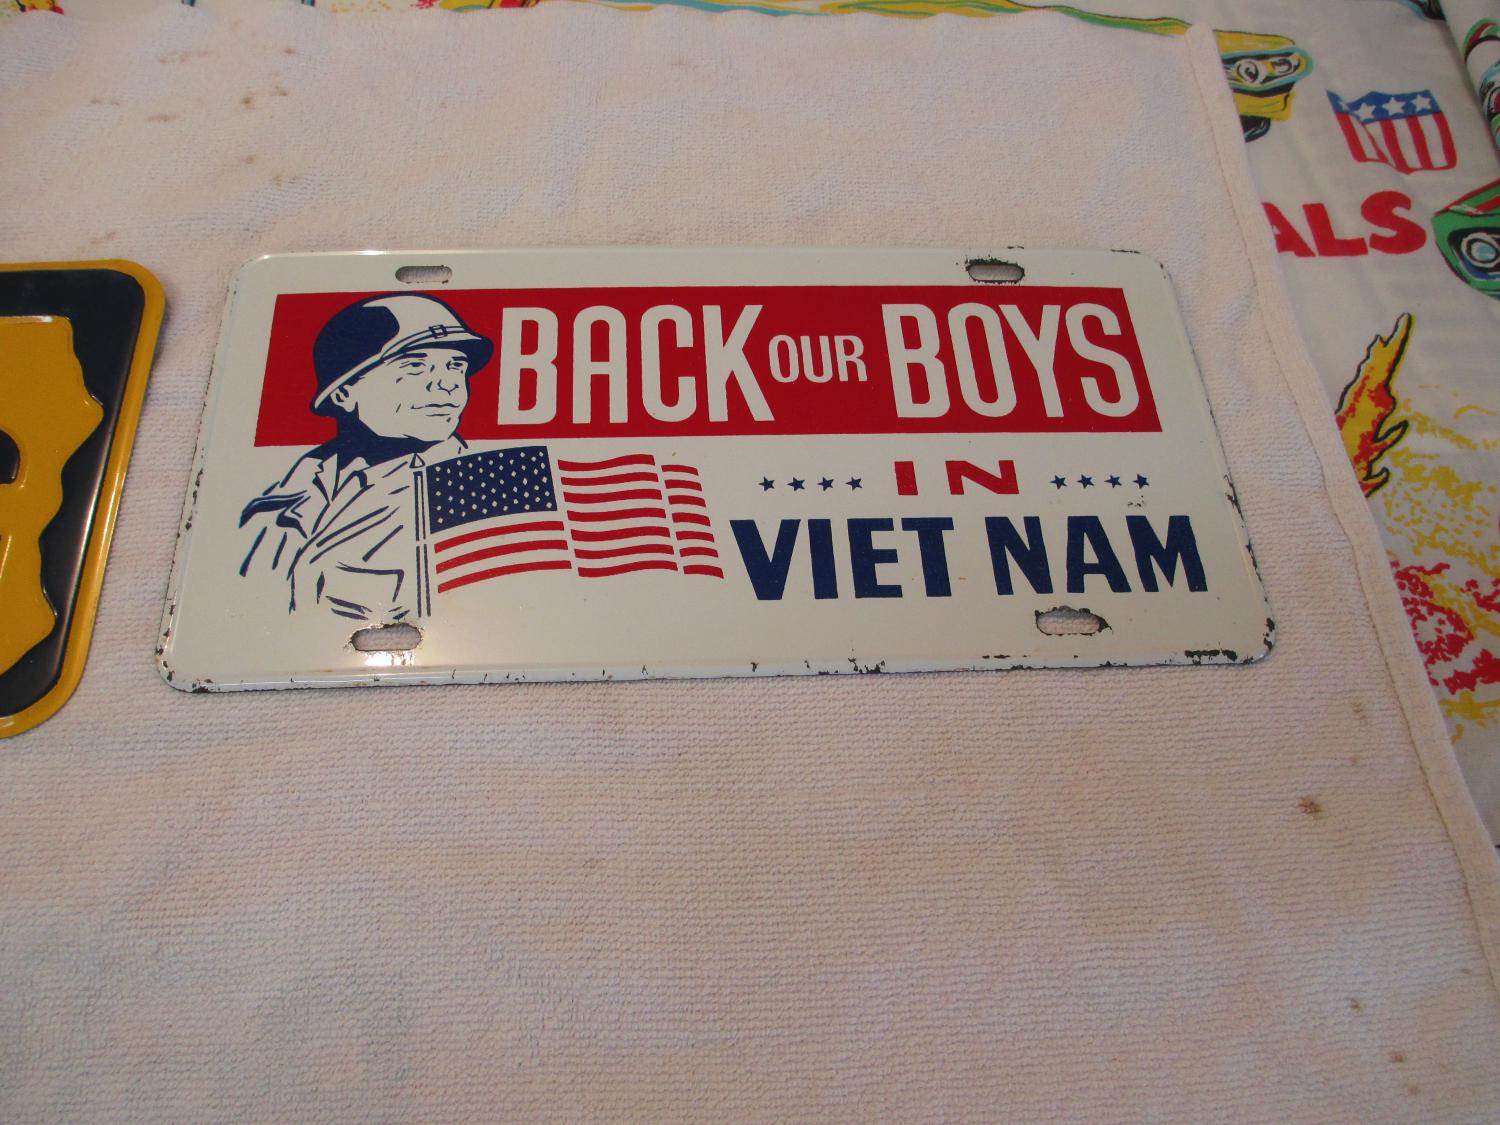 BACK OUR BOYS
IN
VIET NAM
ALS